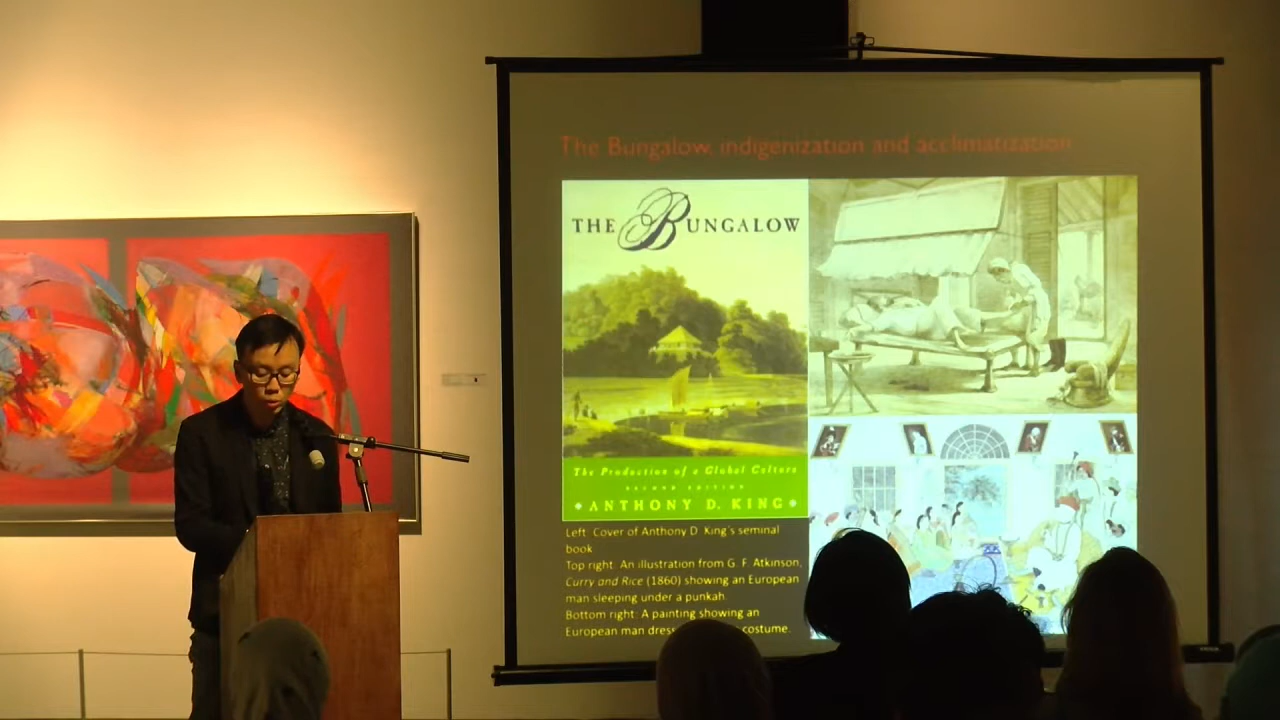 The Bungalow, indigenization and acclimatization
THE BUNGALOW
The Production of a Global Culture
SECOND EDITION
ANTHONY D. KING
Left: Cover of Anthony D. King's seminal
book
Top right: An illustration from G. F. Atkinson,
Curry and Rice (1860) showing an European
man sleeping under a punkah.
Bottom right: A painting showing an
European man costume.